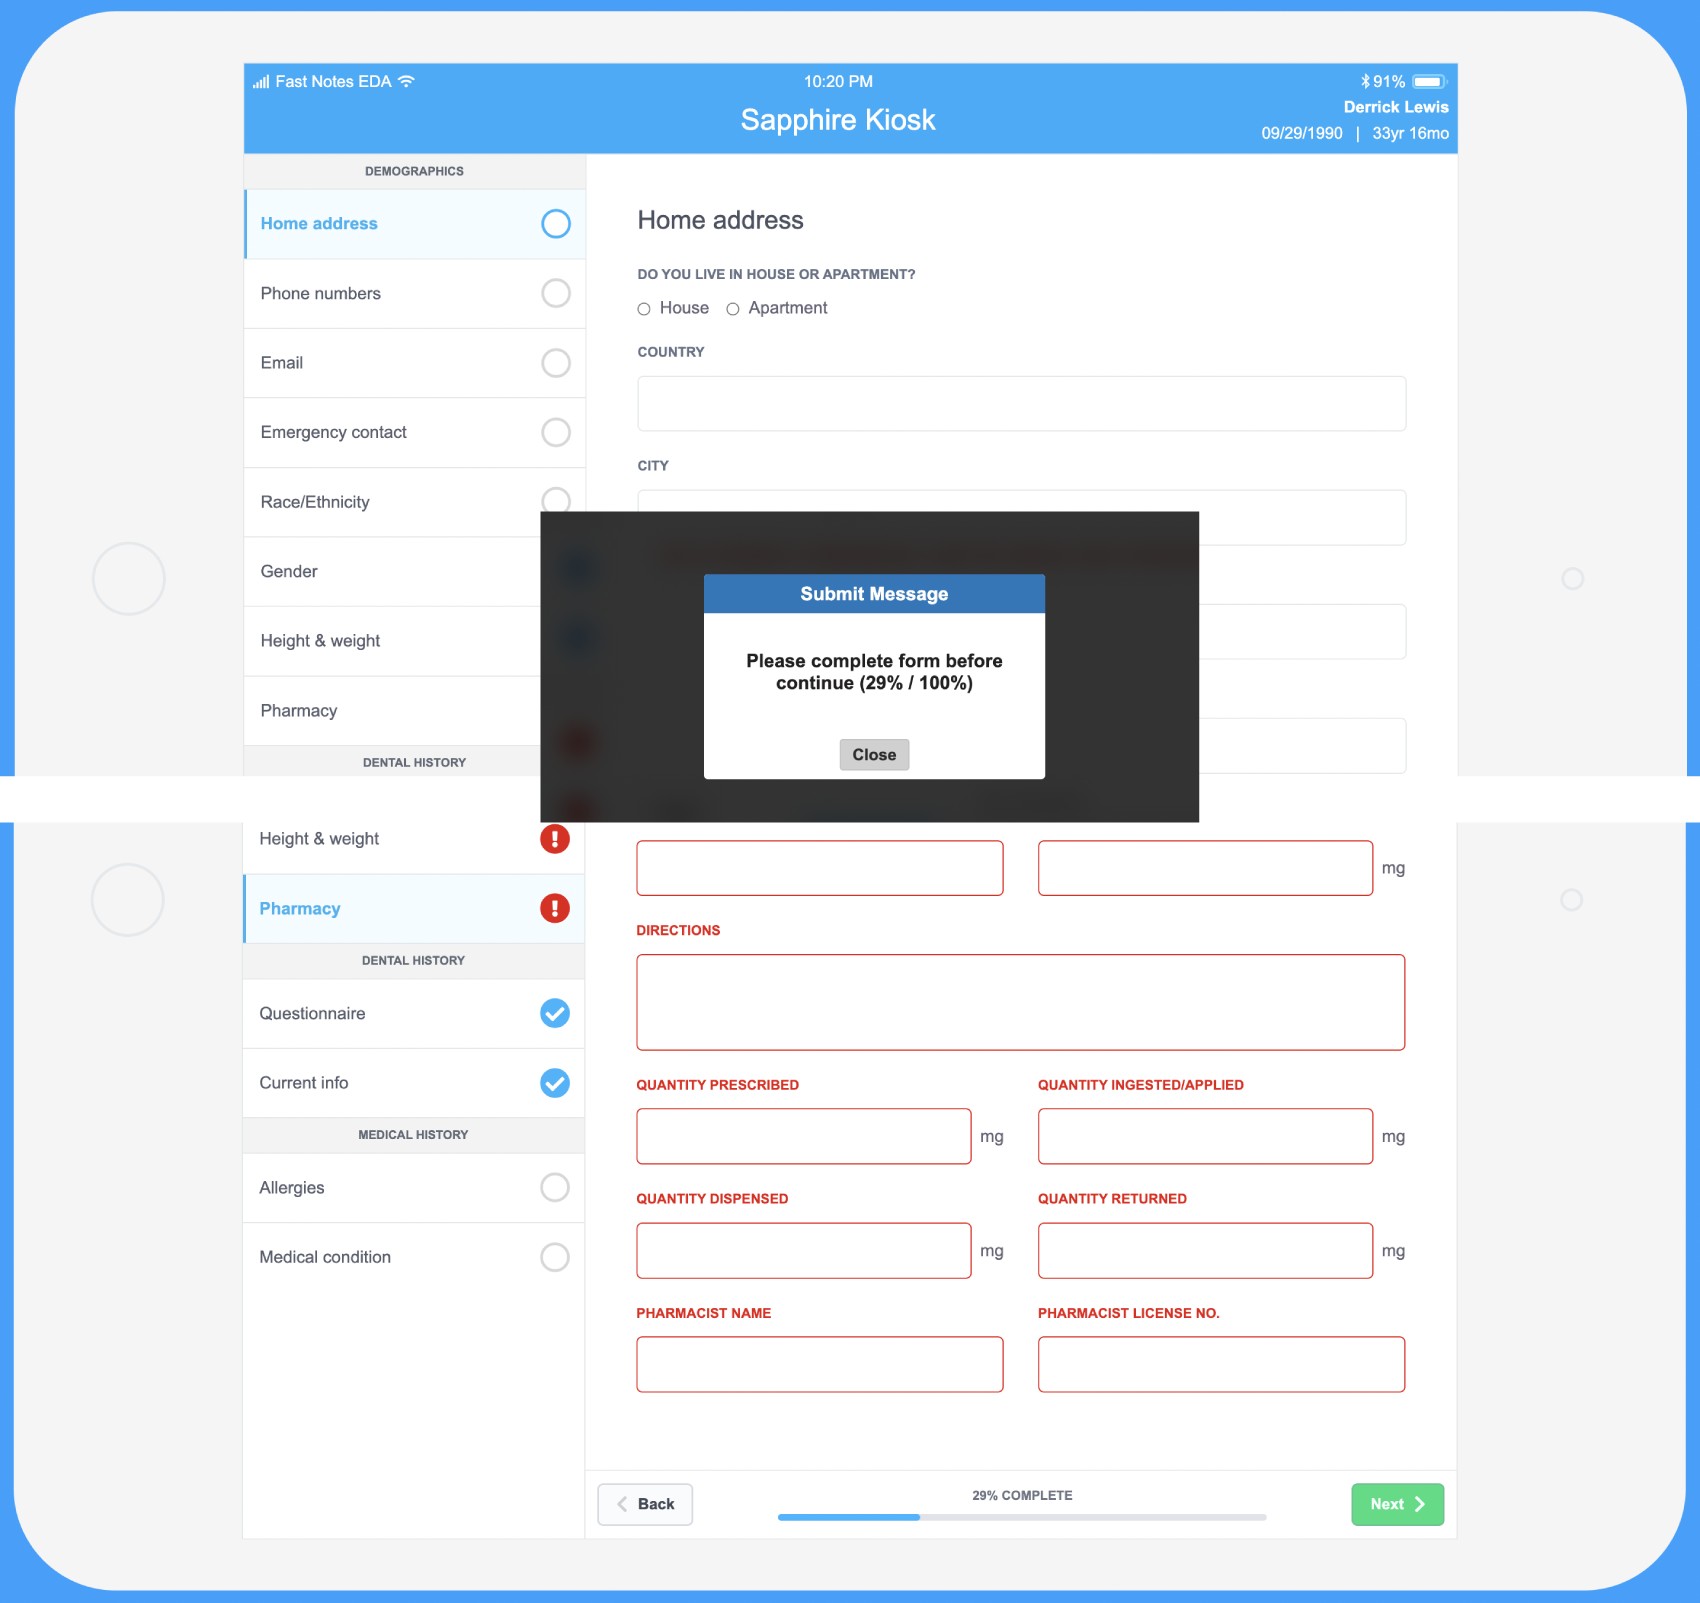 Fast Notes EDA
10:20 PM
91%
Sapphire Kiosk
Derrick Lewis
09/29/1990 | 33yr 16mo
DEMOGRAPHICS
Home address
Phone numbers
Email
Emergency contact
Race/Ethnicity
Gender
Height & weight
Pharmacy
DENTAL HISTORY
Home address
DO YOU LIVE IN HOUSE OR APARTMENT?
House Apartment
COUNTRY
CITY
Submit Message
Please complete form before
continue (29% / 100%)
Close
Height & weight
Pharmacy
DENTAL HISTORY
Questionnaire
Current info
MEDICAL HISTORY
Allergies
Medical condition
mg
DIRECTIONS
QUANTITY PRESCRIBED
mg
QUANTITY INGESTED/APPLIED
mg
QUANTITY DISPENSED
mg
QUANTITY RETURNED
mg
PHARMACIST NAME
PHARMACIST LICENSE NO.
Back
29% COMPLETE
Next